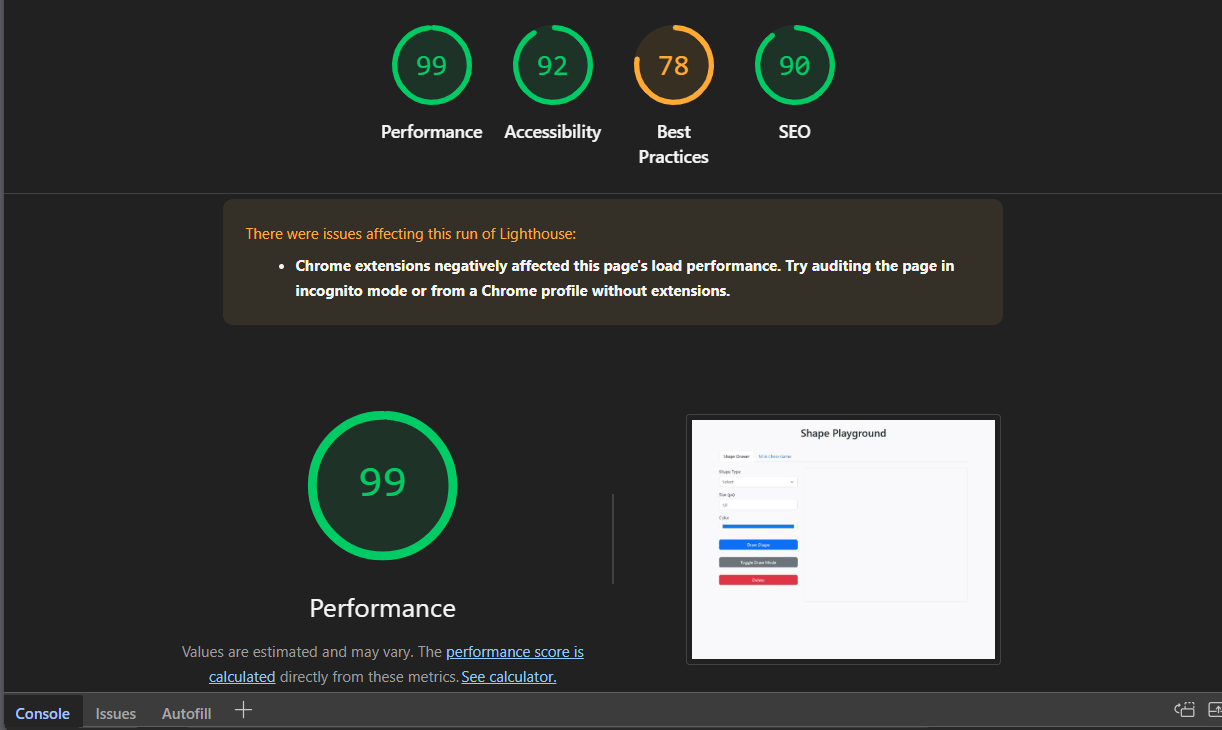 99 92 78 90
Performance Accessibility Best Practices SEO
There were issues affecting this run of Lighthouse:
• Chrome extensions negatively affected this page's load performance. Try auditing the page in
incognito mode or from a Chrome profile without extensions.
99
Performance
Values are estimated and may vary. The performance score is
calculated directly from these metrics. See calculator.
Shape Playground
Shape Drawer
Shape Type
Select
Size (px)
Color
Draw Shape
Toggle Draw Mode
Console Issues Autofill